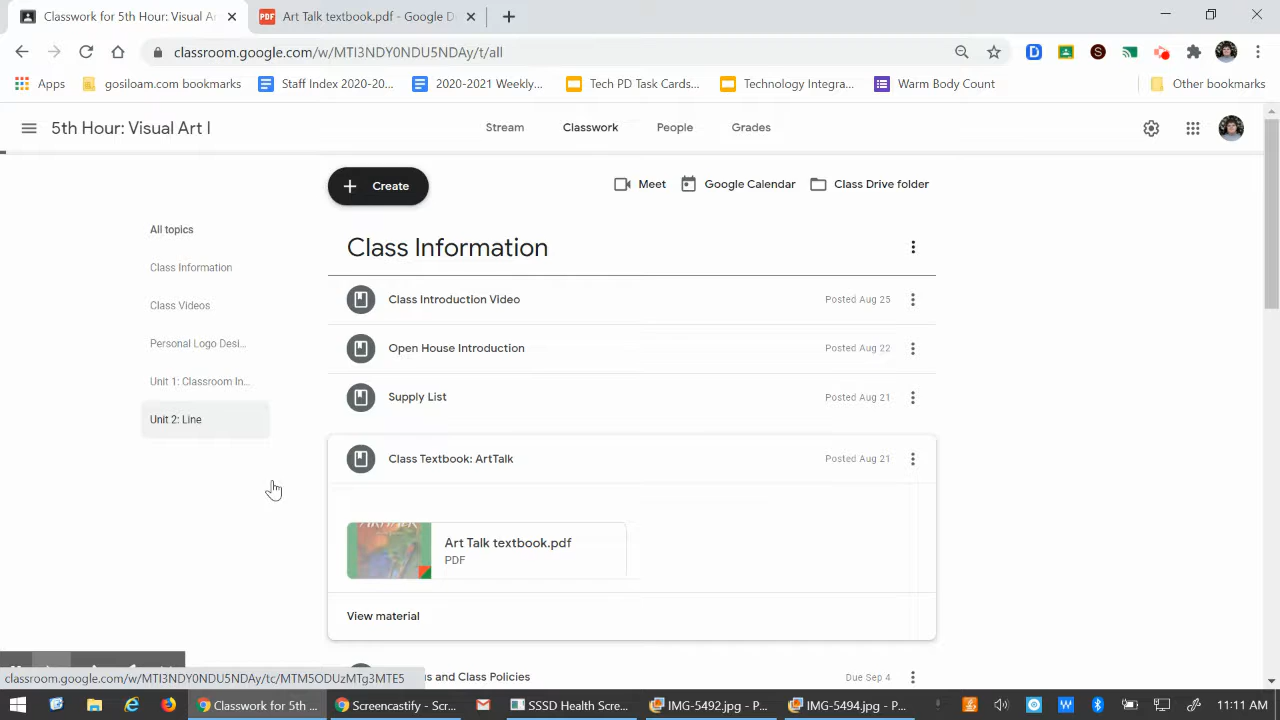 Classwork for 5th Hour: Visual Ar
Art Talk textbook.pdf - Google D
classroom.google.com/w/MTI3NDY0NDU5NDAy/t/all
Apps
gosiloam.com bookmarks
Staff Index 2020-20...
2020-2021 Weekly...
Tech PD Task Cards...
Technology Integra...
Warm Body Count
Other bookmarks
5th Hour: Visual Art I
Stream
Classwork
People
Grades
Create
Meet
Google Calendar
Class Drive folder
All topics
Class Information
Class Videos
Personal Logo Desi...
Unit 1: Classroom In...
Unit 2: Line
Class Information
Class Introduction Video
Posted Aug 25
Open House Introduction
Posted Aug 22
Supply List
Posted Aug 21
Class Textbook: ArtTalk
Posted Aug 21
Art Talk textbook.pdf
PDF
View material
us and Class Policies
Due Sep 4
classroom.google.com/w/MTI3NDY0NDU5NDAy/tc/MTM5ODUzMTg3MTE5
Classwork for 5th ...
Screencastify - Scr...
SSSD Health Scre...
IMG-5492.jpg - P...
IMG-5494.jpg - P...
11:11 AM